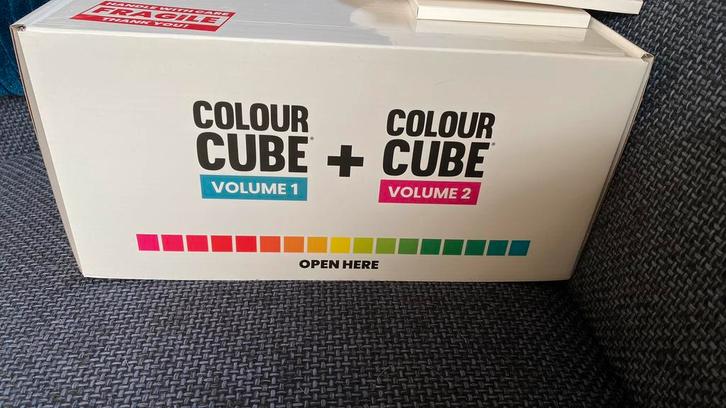 HANDLE WITH CARE
FRAGILE
THANK YOU!
COLOUR
CUBE®
VOLUME 1
+
COLOUR
CUBE®
VOLUME 2
OPEN HERE